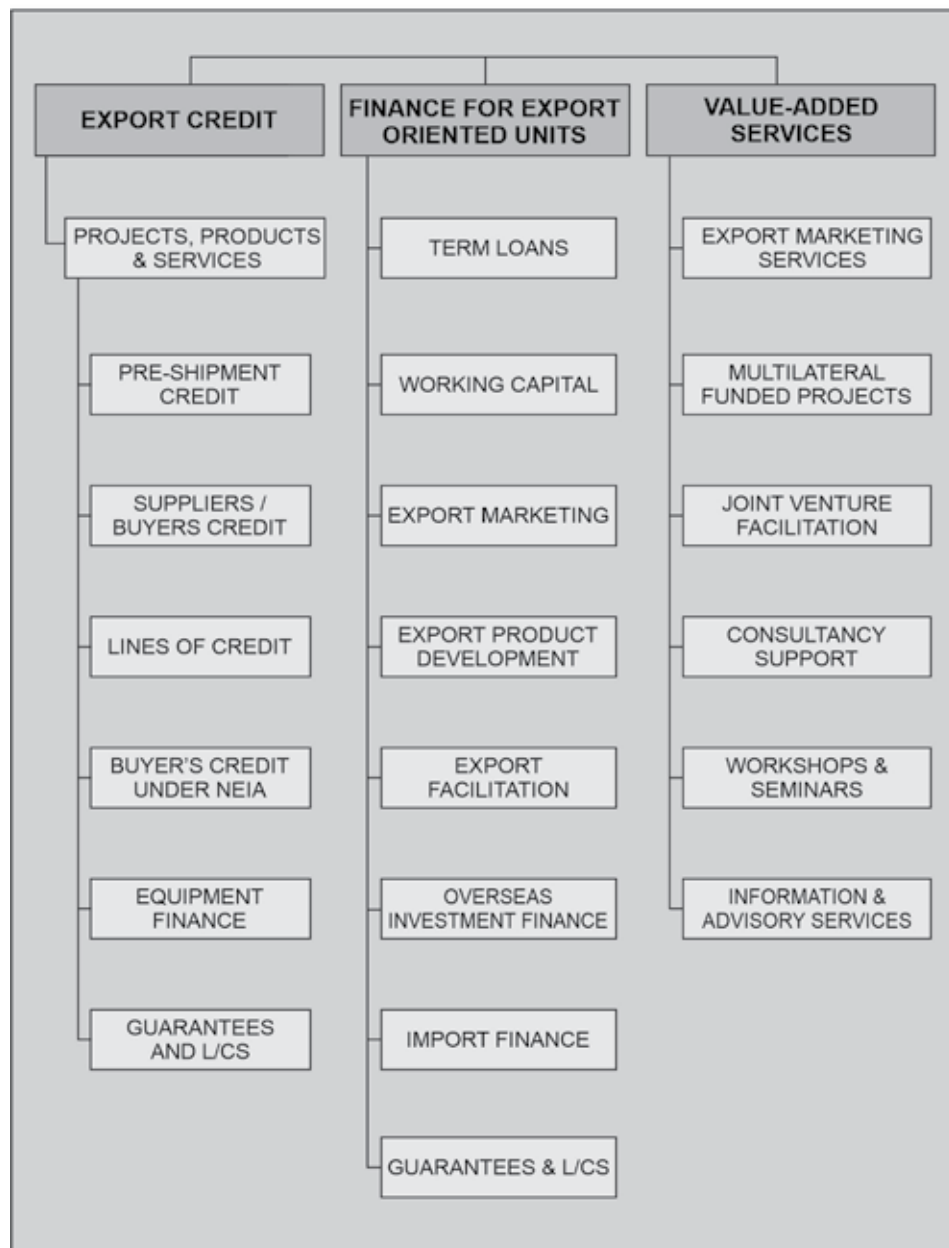 EXPORT CREDIT
PROJECTS, PRODUCTS
& SERVICES
PRE-SHIPMENT
CREDIT
SUPPLIERS /
BUYERS CREDIT
LINES OF CREDIT
BUYER'S CREDIT
UNDER NEIA
EQUIPMENT
FINANCE
GUARANTEES
AND L/CS
FINANCE FOR EXPORT
ORIENTED UNITS
TERM LOANS
WORKING CAPITAL
EXPORT MARKETING
EXPORT PRODUCT
DEVELOPMENT
EXPORT
FACILITATION
OVERSEAS
INVESTMENT FINANCE
IMPORT FINANCE
GUARANTEES & L/CS
VALUE-ADDED
SERVICES
EXPORT MARKETING
SERVICES
MULTILATERAL
FUNDED PROJECTS
JOINT VENTURE
FACILITATION
CONSULTANCY
SUPPORT
WORKSHOPS &
SEMINARS
INFORMATION &
ADVISORY SERVICES